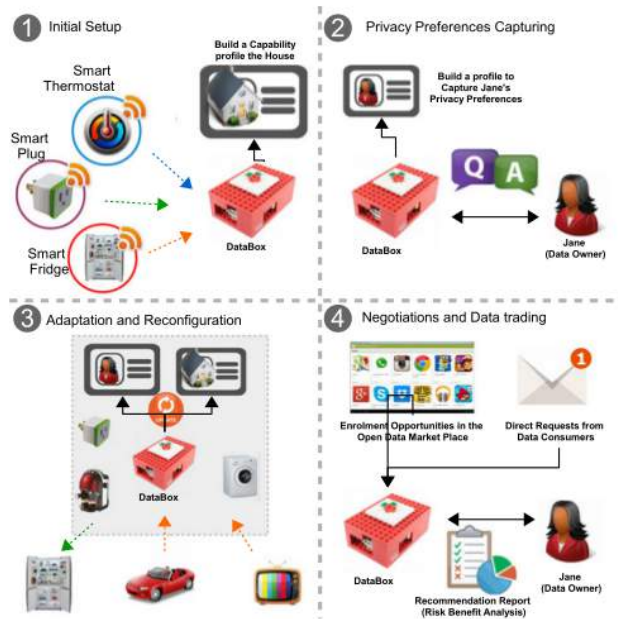 1 Initial Setup
Build a Capability
profile the House
Smart
Thermostat
Smart
Plug
Smart
Fridge
DataBox
2 Privacy Preferences Capturing
Build a profile to
Capture Jane's
Privacy Preferences
Q A
DataBox
Jane
(Data Owner)
3 Adaptation and Reconfiguration
DataBox
4 Negotiations and Data trading
1
Enrolment Opportunities in the
Open Data Market Place
Direct Requests from
Data Consumers
DataBox
Jane
(Data Owner)
Recommendation Report
(Risk Benefit Analysis)